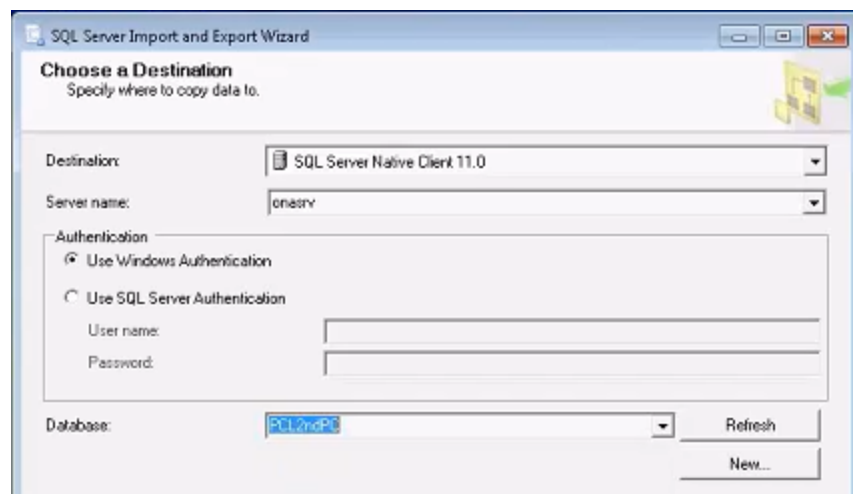 SQL Server Import and Export Wizard
Choose a Destination
Specify where to copy data to.
Destination:
SQL Server Native Client 11.0
Server name:
onasrv
Authentication
Use Windows Authentication
Use SQL Server Authentication
User name:
Password:
Database:
PCL2ndPC
Refresh
New...